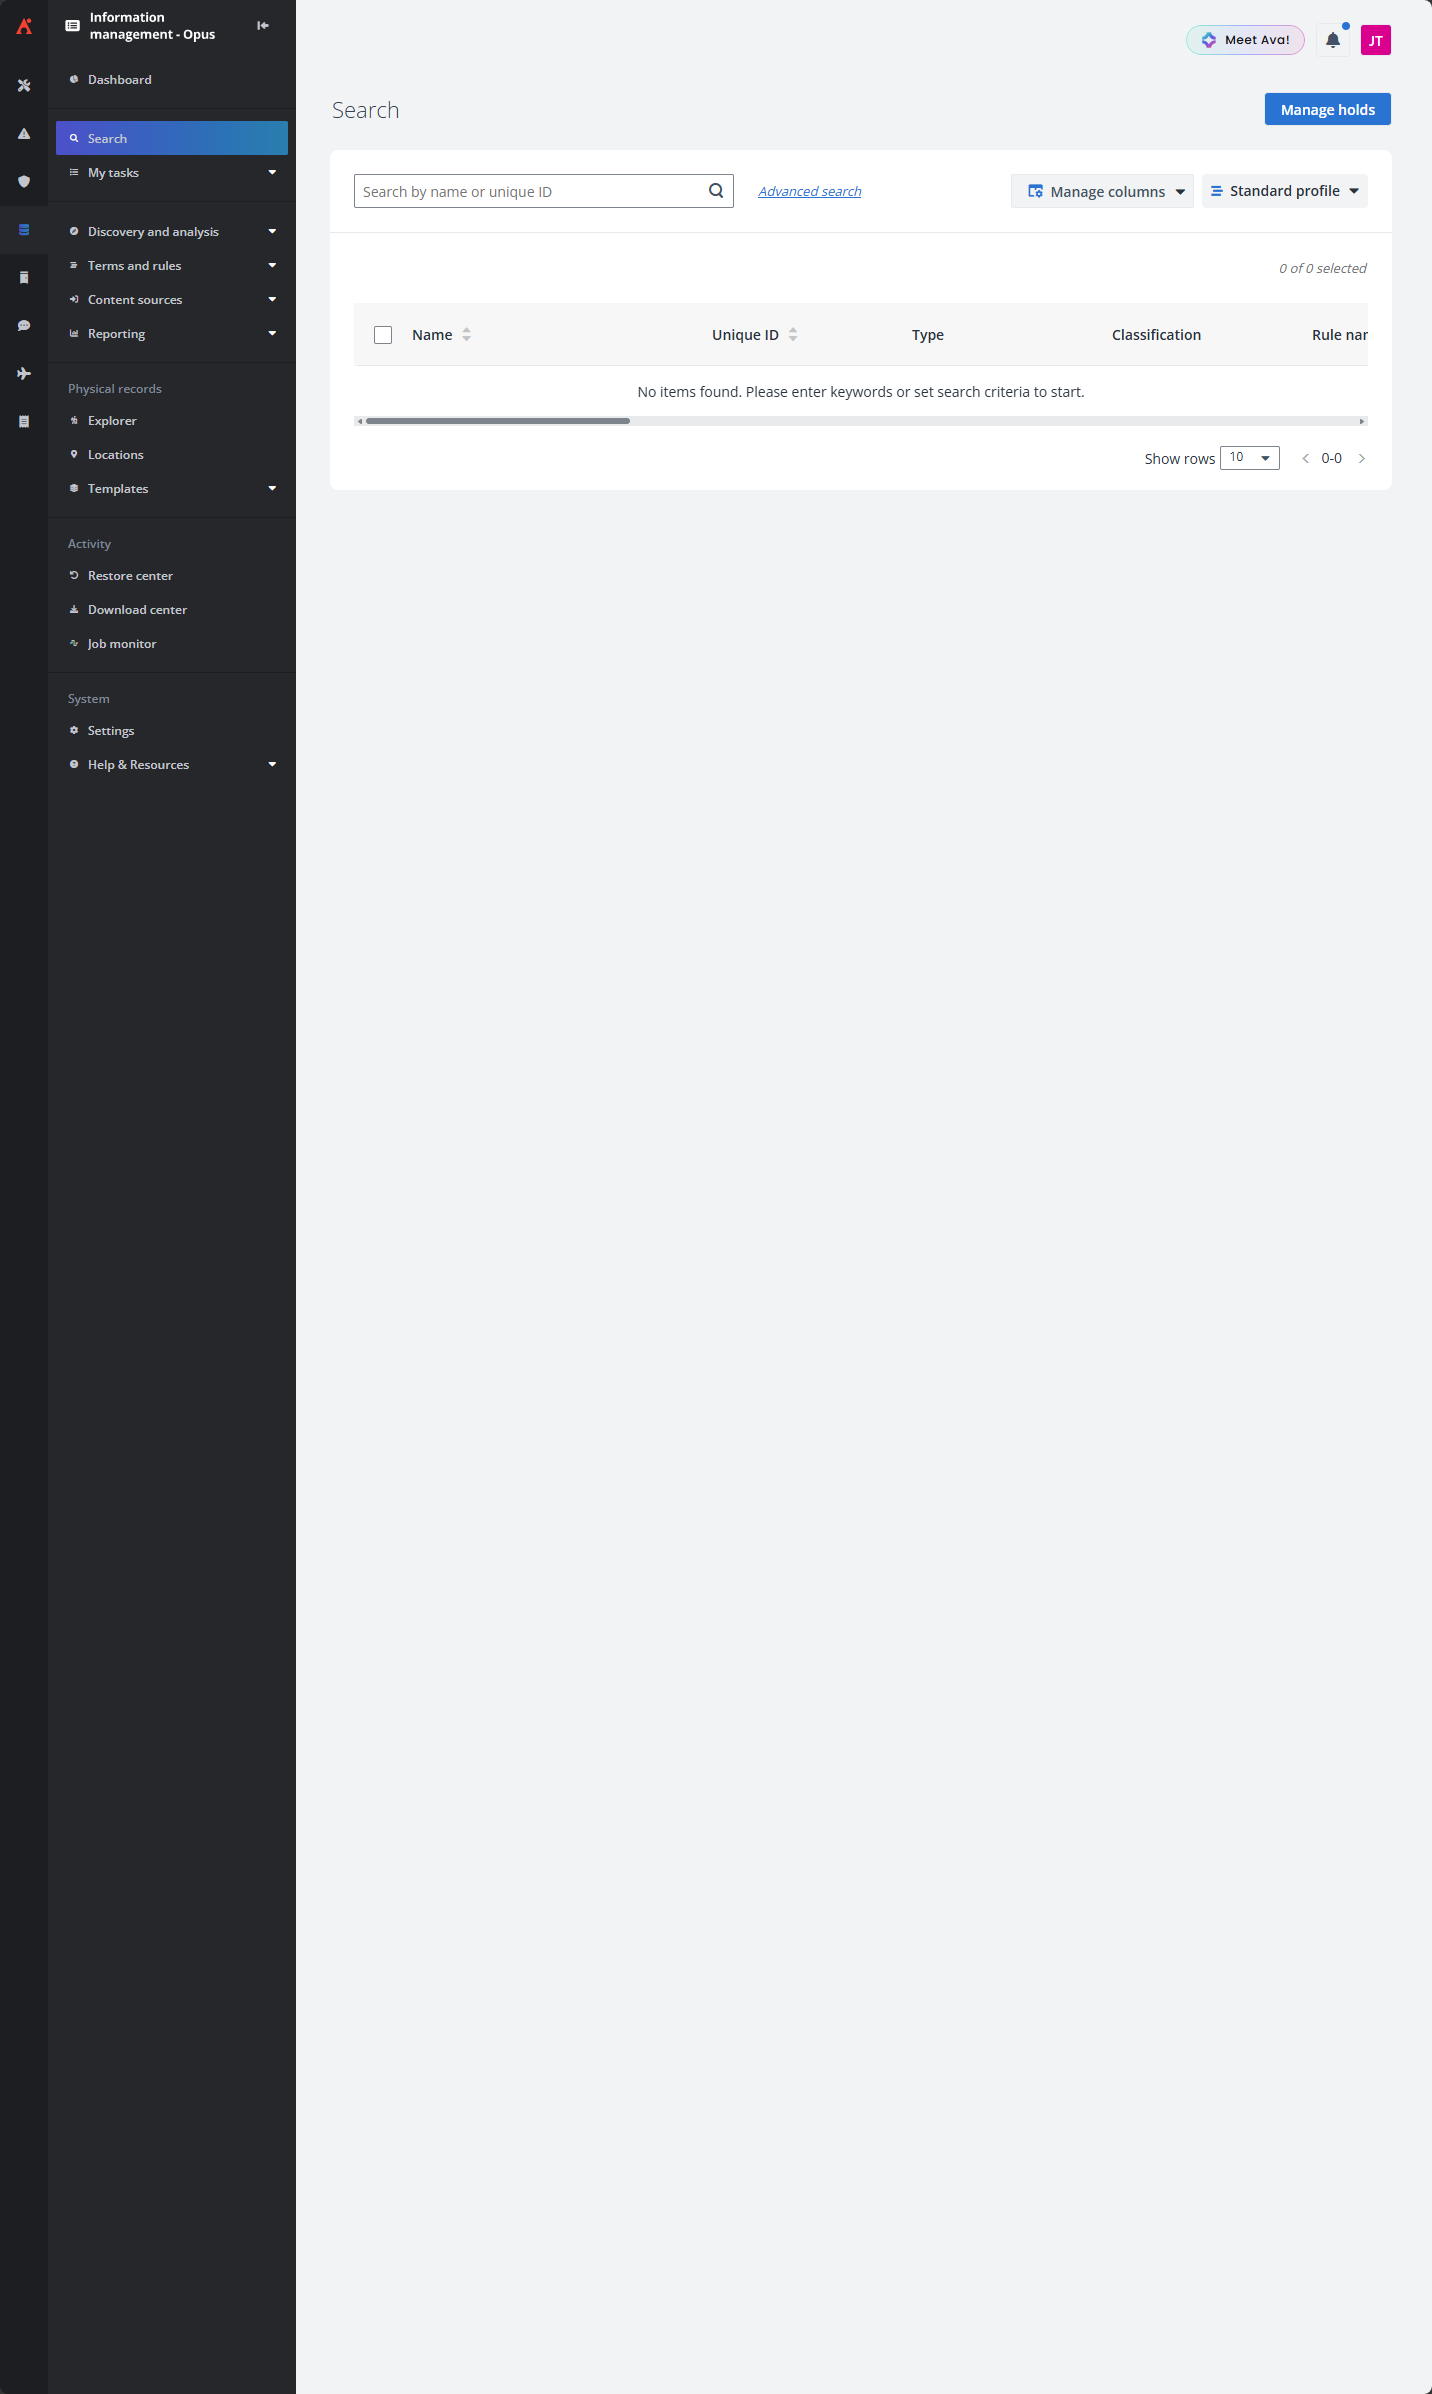 Information
management - Opus
Dashboard
Search
My tasks
Discovery and analysis
Terms and rules
Content sources
Reporting
Physical records
Explorer
Locations
Templates
Activity
Restore center
Download center
Job monitor
System
Settings
Help & Resources
Meet Ava!
JT
Search
Manage holds
Search by name or unique ID
Advanced search
Manage columns
Standard profile
0 of 0 selected
Name
Unique ID
Type
Classification
Rule nar
No items found. Please enter keywords or set search criteria to start.
Show rows
10
0-0